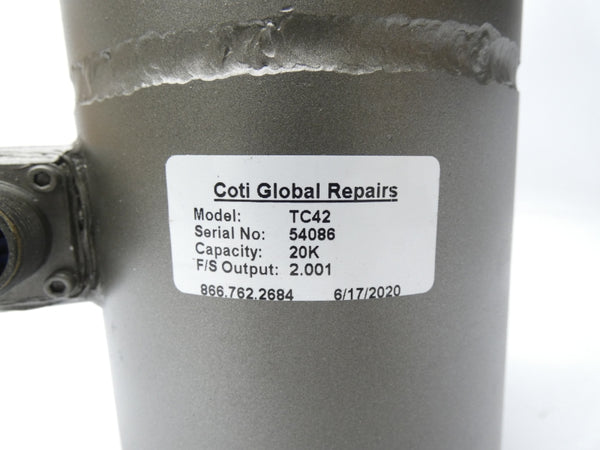 Coti Global Repairs
Model: TC42
Serial No: 54086
Capacity: 20K
F/S Output: 2.001
866.762.2684 6/17/2020